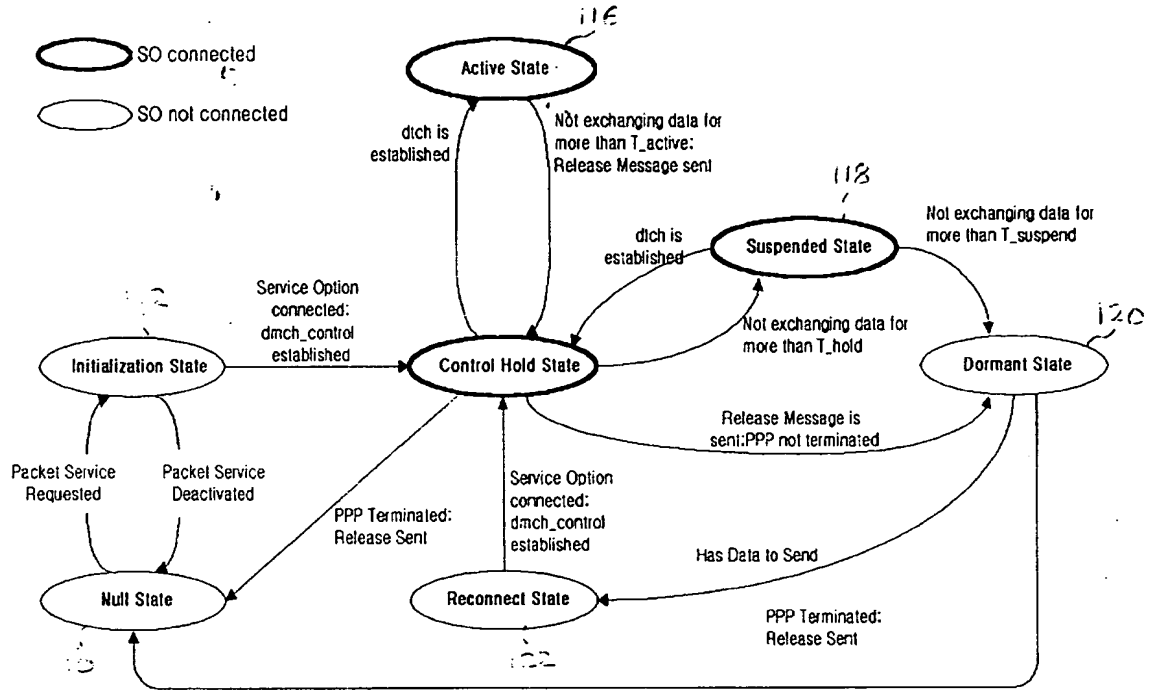 116
SO connected
Active State
SO not connected
dtch is
established
Not exchanging data for
more than T_active:
Release Message sent
118
Suspended State
Not exchanging data for
more than T_suspend
dtch is
established
Service Option
connected:
dmch_control
established
Initialization State
Control Hold State
Not exchanging data for
more than T_hold
120
Dormant State
Release Message is
sent:PPP not terminated
Packet Service
Requested
Packet Service
Deactivated
PPP Terminated:
Release Sent
Service Option
connected:
dmch_control
established
Has Data to Send
Null State
Reconnect State
PPP Terminated:
Release Sent
122